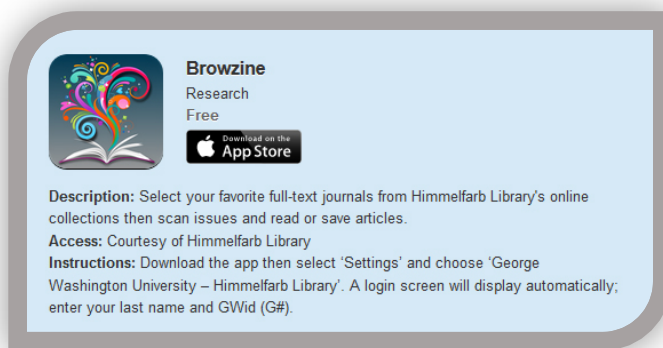 Browzine
Research
Free
Download on the
App Store
Description: Select your favorite full-text journals from Himmelfarb Library's online
collections then scan issues and read or save articles.
Access: Courtesy of Himmelfarb Library
Instructions: Download the app then select ‘Settings’ and choose ‘George
Washington University – Himmelfarb Library’. A login screen will display automatically;
enter your last name and GWid (G#).